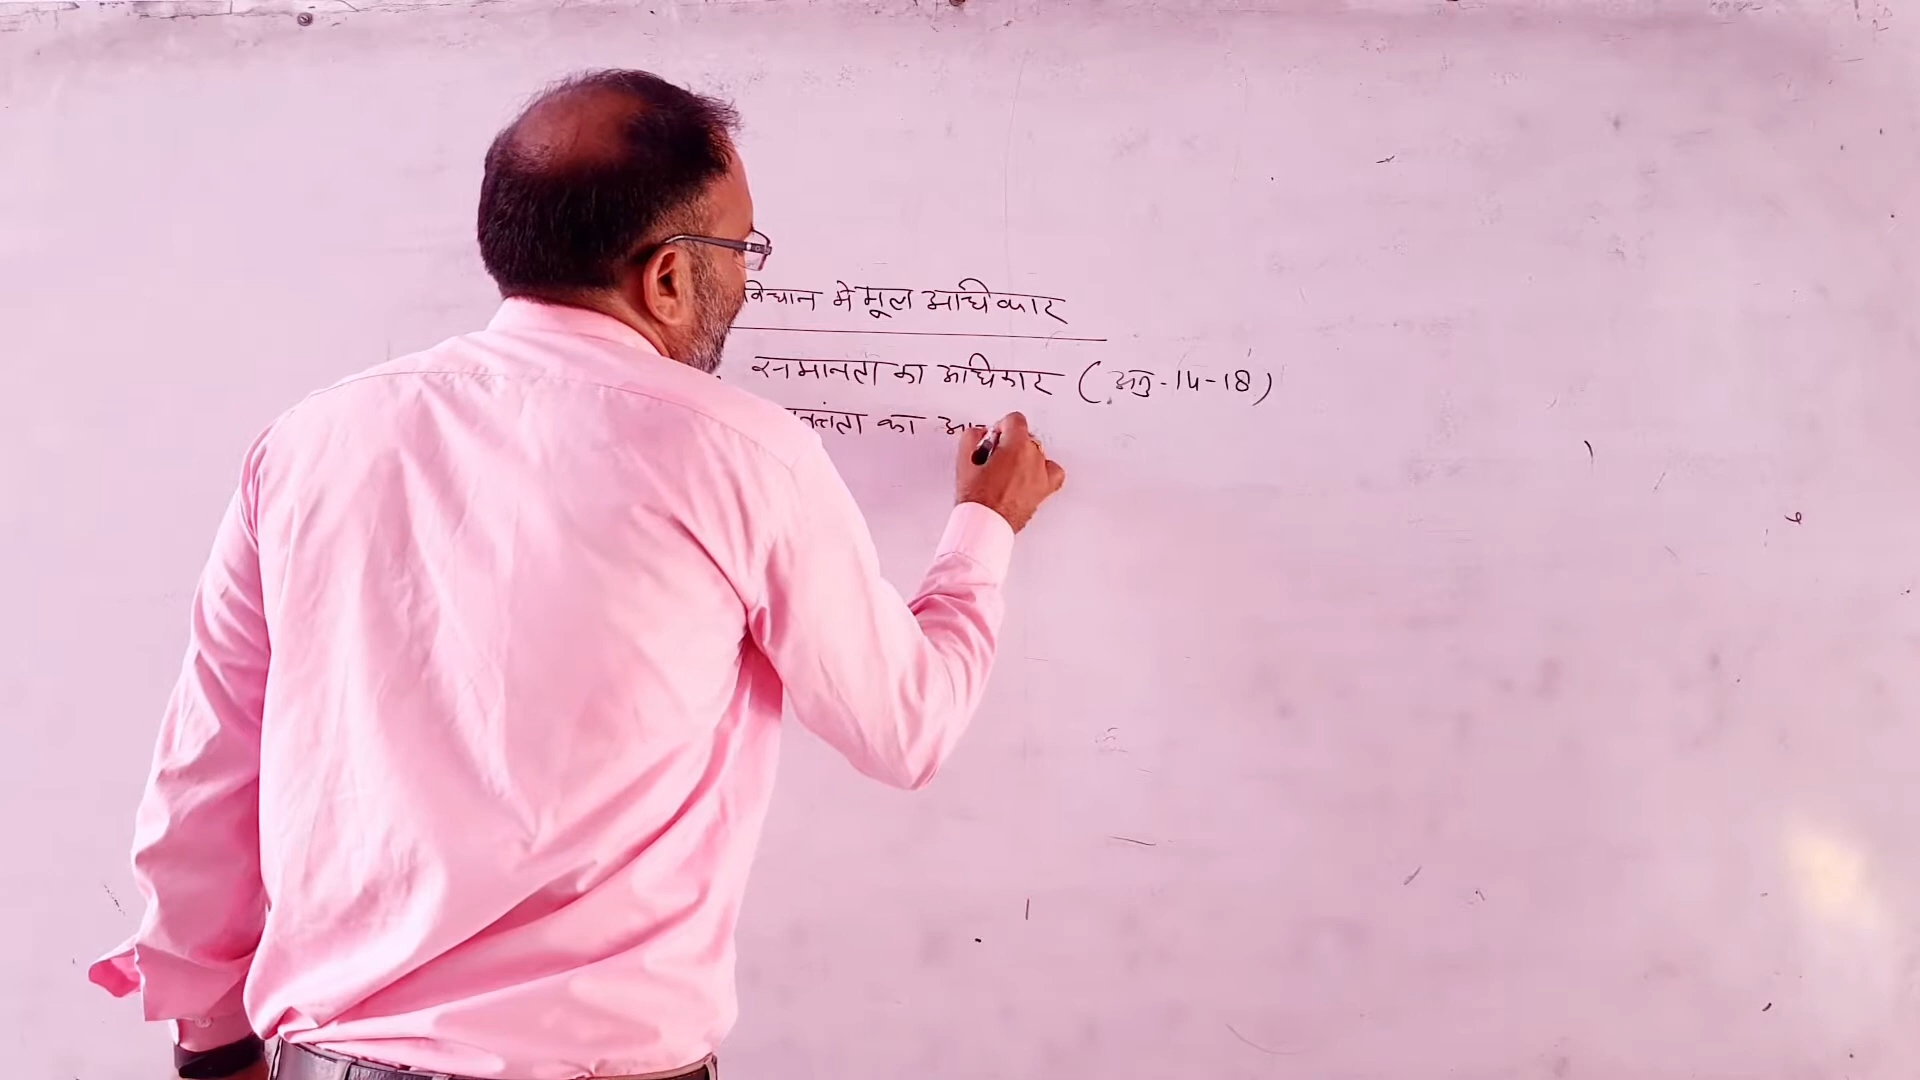 विधान मे मूल अधिकार
समानता का अधिकार (अनु-14-18)
का